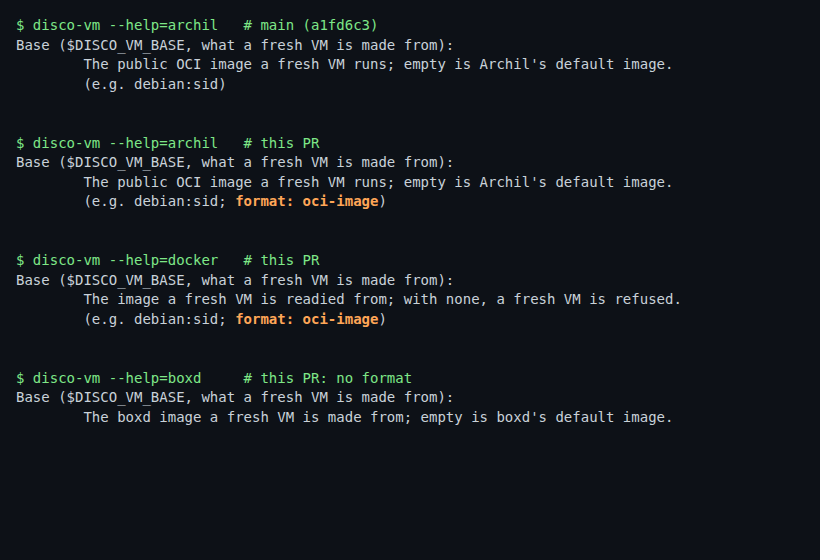 $ disco-vm --help=archil   # main (a1fd6c3)
Base ($DISCO_VM_BASE, what a fresh VM is made from):
        The public OCI image a fresh VM runs; empty is Archil's default image.
        (e.g. debian:sid)
$ disco-vm --help=archil   # this PR
Base ($DISCO_VM_BASE, what a fresh VM is made from):
        The public OCI image a fresh VM runs; empty is Archil's default image.
        (e.g. debian:sid; format: oci-image)
$ disco-vm --help=docker   # this PR
Base ($DISCO_VM_BASE, what a fresh VM is made from):
        The image a fresh VM is readied from; with none, a fresh VM is refused.
        (e.g. debian:sid; format: oci-image)
$ disco-vm --help=boxd     # this PR: no format
Base ($DISCO_VM_BASE, what a fresh VM is made from):
        The boxd image a fresh VM is made from; empty is boxd's default image.